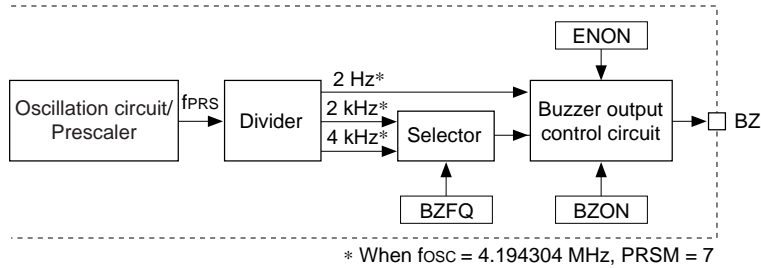 ENON
2 Hz*
Oscillation circuit/
Prescaler
fPRS
Divider
2 kHz*
4 kHz*
Selector
Buzzer output
control circuit
BZ
BZFQ
BZON
* When fosc = 4.194304 MHz, PRSM = 7